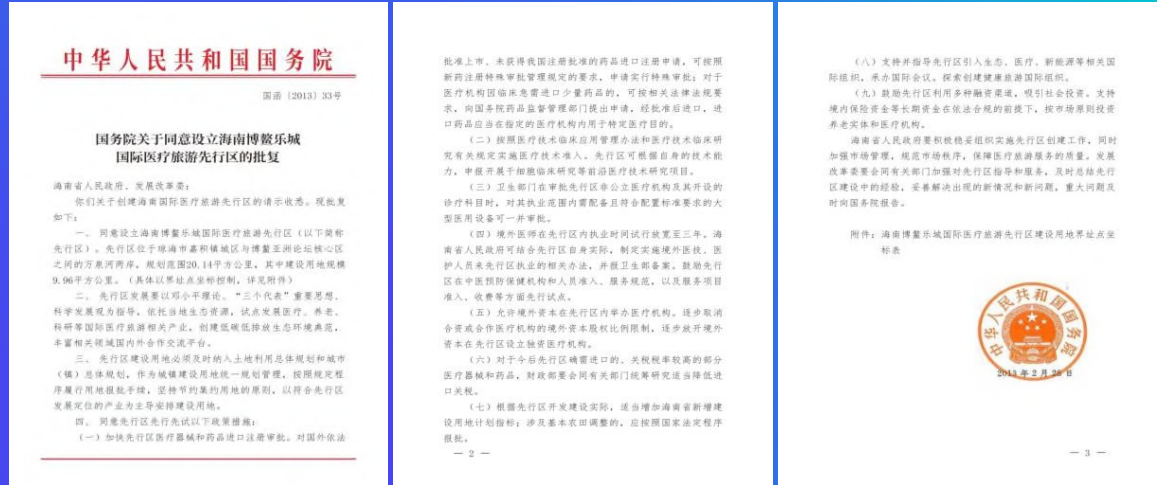 中华人民共和国国务院
国函〔2013〕33号
国务院关于同意设立海南博鳌乐城
国际医疗旅游先行区的批复
海南省人民政府、发展改革委：
你们关于创建海南国际医疗旅游先行区的请示收悉。现批复
如下：
一、同意设立海南博鳌乐城国际医疗旅游先行区（以下简称
先行区）。先行区位于琼海市嘉积镇城区与博鳌亚洲论坛核心区
之间的万泉河两岸，规划范围20.14平方公里，其中建设用地规模
9.96平方公里。（具体以界址点坐标控制，详见附件）
二、先行区发展要以邓小平理论、“三个代表”重要思想、
科学发展观为指导，依托当地生态资源，试点发展医疗、养老、
科研等国际医疗旅游相关产业，创建低碳低排放生态环境典范，
丰富相关领域国内外合作交流平台。
三、先行区建设用地必须及时纳入土地利用总体规划和城市
（镇）总体规划，作为城镇建设用地统一规划管理，按照规定程
序履行用地报批手续，坚持节约集约用地的原则，以符合先行区
发展定位的产业为主导安排建设用地。
四、同意先行区先行先试以下政策措施：
（一）加快先行区医疗器械和药品进口注册审批。对国外依法
批准上市、未获得我国注册批准的药品进口注册申请，可按照
新药注册特殊审批管理规定的要求，申请实行特殊审批；对于
医疗机构因临床急需进口少量药品的，可按相关法律法规要
求，向国务院药品监督管理部门提出申请，经批准后进口，进
口药品应当在指定的医疗机构内用于特定医疗目的。
（二）按照医疗技术临床应用管理办法和医疗技术临床研
究有关规定实施医疗技术准入。先行区可根据自身的技术能
力，申报开展干细胞临床研究等前沿医疗技术研究项目。
（三）卫生部门在审批先行区非公立医疗机构及其开设的
诊疗科目时，对其执业范围内需配备且符合配置标准要求的大
型医用设备可一并审批。
（四）境外医师在先行区内执业时间试行放宽至三年。海
南省人民政府可结合先行区自身实际，制定实施境外医技、医
护人员来先行区执业的相关办法，并报卫生部备案。鼓励先行
区在中医预防保健机构和人员准入、服务规范，以及服务项目
准入、收费等方面先行试点。
（五）允许境外资本在先行区内举办医疗机构。逐步取消
合资或合作医疗机构的境外资本股权比例限制，逐步放开境外
资本在先行区设立独资医疗机构。
（六）对于今后先行区确需进口的、关税税率较高的部分
医疗器械和药品，财政部要会同有关部门统筹研究适当降低进
口关税。
（七）根据先行区开发建设实际，适当增加海南省新增建
设用地计划指标；涉及基本农田调整的，应按照国家法定程序
报批。
— 2 —
（八）支持并指导先行区引入生态、医疗、新能源等相关国
际组织，承办国际会议。探索创建健康旅游国际组织。
（九）鼓励先行区利用多种融资渠道，吸引社会投资。支持
境内保险资金等长期资金在依法合规的前提下，按市场原则投资
养老实体和医疗机构。
海南省人民政府要积极稳妥组织实施先行区创建工作，同时
加强市场管理，规范市场秩序，保障医疗旅游服务的质量。发展
改革委要会同有关部门加强对先行区指导和服务，及时总结先行
区建设中的经验，妥善解决出现的新情况和新问题，重大问题及
时向国务院报告。
附件：海南博鳌乐城国际医疗旅游先行区建设用地界址点坐
标表
中华人民共和国国务院
2013年2月28日
— 3 —